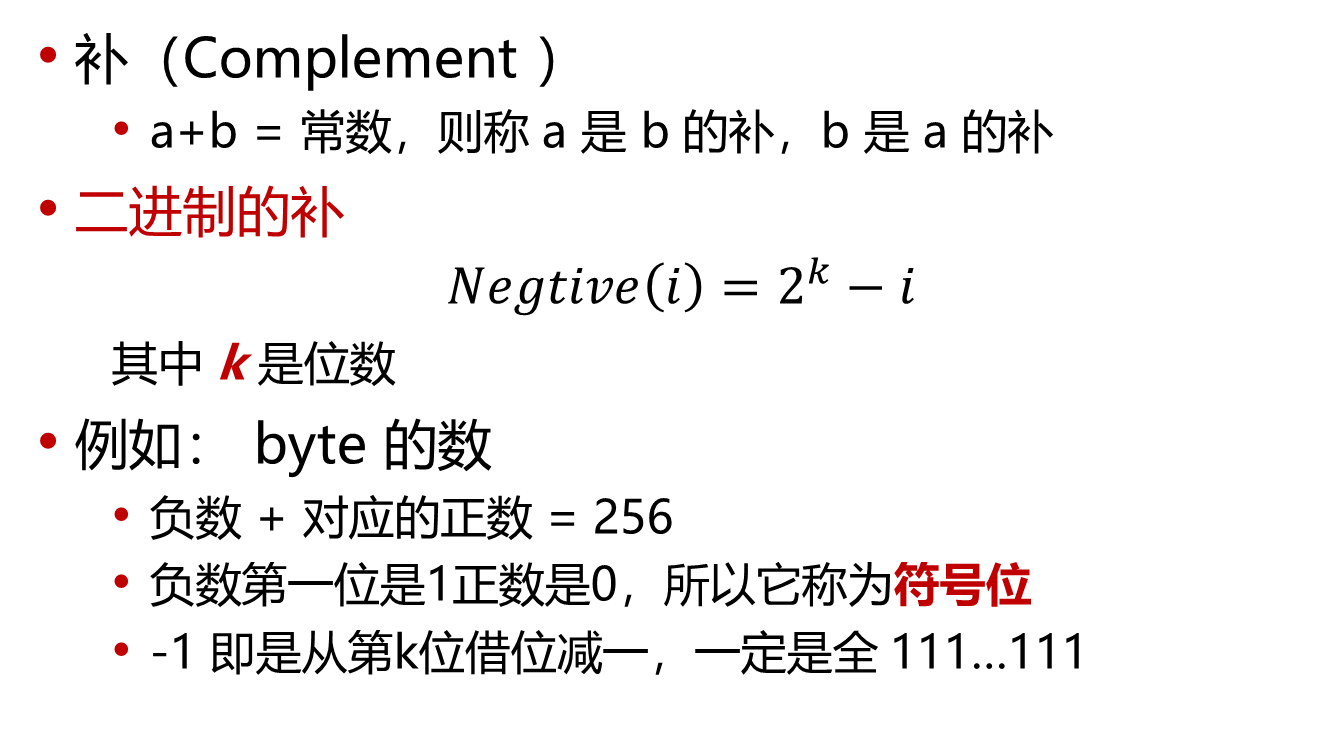 • 补（Complement ）
• a+b = 常数，则称 a 是 b 的补，b 是 a 的补
• 二进制的补
Negtive(i) = 2^k − i
其中 k 是位数
• 例如： byte 的数
• 负数 + 对应的正数 = 256
• 负数第一位是1正数是0，所以它称为符号位
• -1 即是从第k位借位减一，一定是全 111…111